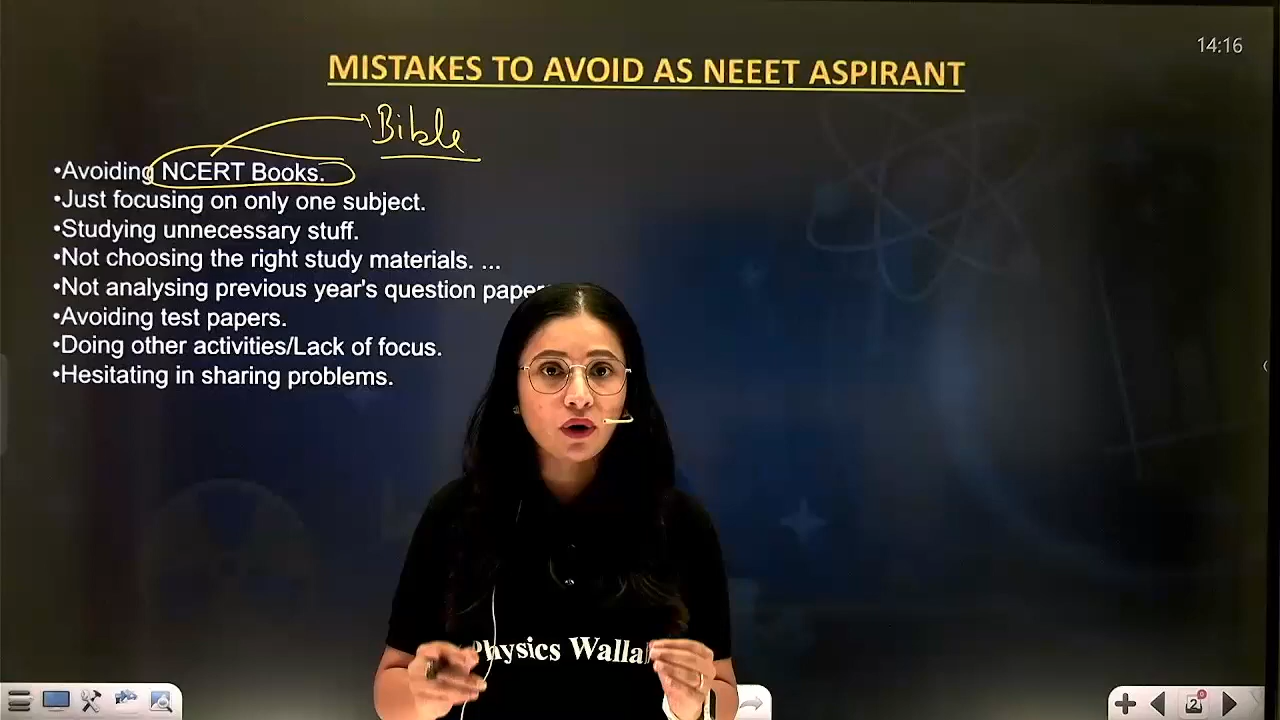 14:16
MISTAKES TO AVOID AS NEEET ASPIRANT
Bible
•Avoiding NCERT Books.
•Just focusing on only one subject.
•Studying unnecessary stuff.
•Not choosing the right study materials. ...
•Not analysing previous year's question paper
•Avoiding test papers.
•Doing other activities/Lack of focus.
•Hesitating in sharing problems.
Physics Walla
2